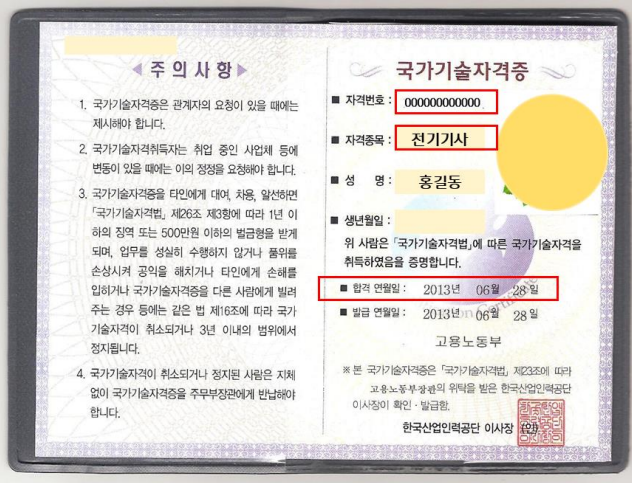 주의사항
1. 국가기술자격증은 관계자의 요청이 있을 때에는
제시해야 합니다.
2. 국가기술자격취득자는 취업 중인 사업체 등에
변동이 있을 때에는 이의 정정을 요청해야 합니다.
3. 국가기술자격증을 타인에게 대여, 차용, 알선하면
「국가기술자격법」 제26조 제3항에 따라 1년 이
하의 징역 또는 500만원 이하의 벌금형을 받게
되며, 업무를 성실히 수행하지 않거나 품위를
손상시켜 공익을 해치거나 타인에게 손해를
입히거나 국가기술자격증을 다른 사람에게 빌려
주는 경우 등에는 같은 법 제16조에 따라 국가
기술자격이 취소되거나 3년 이내의 범위에서
정지됩니다.
4. 국가기술자격이 취소되거나 정지된 사람은 지체
없이 국가기술자격증을 주무부장관에게 반납해야
합니다.
국가기술자격증
■ 자격번호 : 000000000000
■ 자격종목 : 전기기사
■ 성 명 : 홍길동
■ 생년월일 :
위 사람은 「국가기술자격법」에 따른 국가기술자격을
취득하였음을 증명합니다.
■ 합격 연월일 : 2013년 06월 28일
■ 발급 연월일 : 2013년 06월 28일
고용노동부
※ 본 국가기술자격증은 「국가기술자격법」 제23조에 따라
고용노동부장관의 위탁을 받은 한국산업인력공단
이사장이 확인·발급함.
한국산업인력공단 이사장 (인)